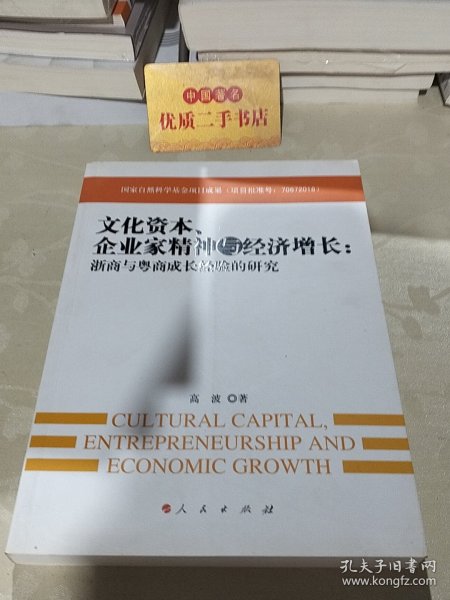 中国著名
优质二手书店
国家自然科学基金项目成果（项目批准号：70672018）
文化资本、
企业家精神与经济增长：
浙商与粤商成长经验的研究
高 波 ◎著
CULTURAL CAPITAL,
ENTREPRENEURSHIP AND
ECONOMIC GROWTH
人民出版社
孔夫子旧书网
www.kongfz.com